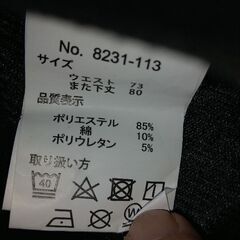 No. 8231-113
サイズ
ウエスト 73
また下丈 80
品質表示
ポリエステル 85%
綿 10%
ポリウレタン 5%
取り扱い方
40